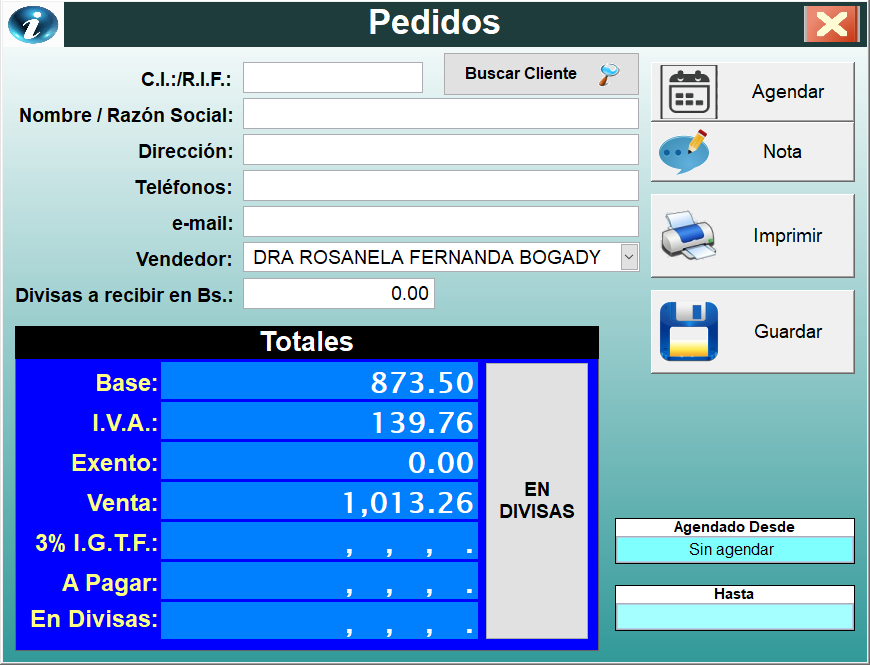 Pedidos
C.I.:/R.I.F.:
Buscar Cliente
Nombre / Razón Social:
Dirección:
Teléfonos:
e-mail:
Vendedor: DRA ROSANELA FERNANDA BOGADY
Divisas a recibir en Bs.: 0.00
Agendar
Nota
Imprimir
Guardar
Totales
Base: 873.50
I.V.A.: 139.76
Exento: 0.00
Venta: 1,013.26
3% I.G.T.F.: , , , .
A Pagar: , , , .
En Divisas: , , , .
EN
DIVISAS
Agendado Desde
Sin agendar
Hasta